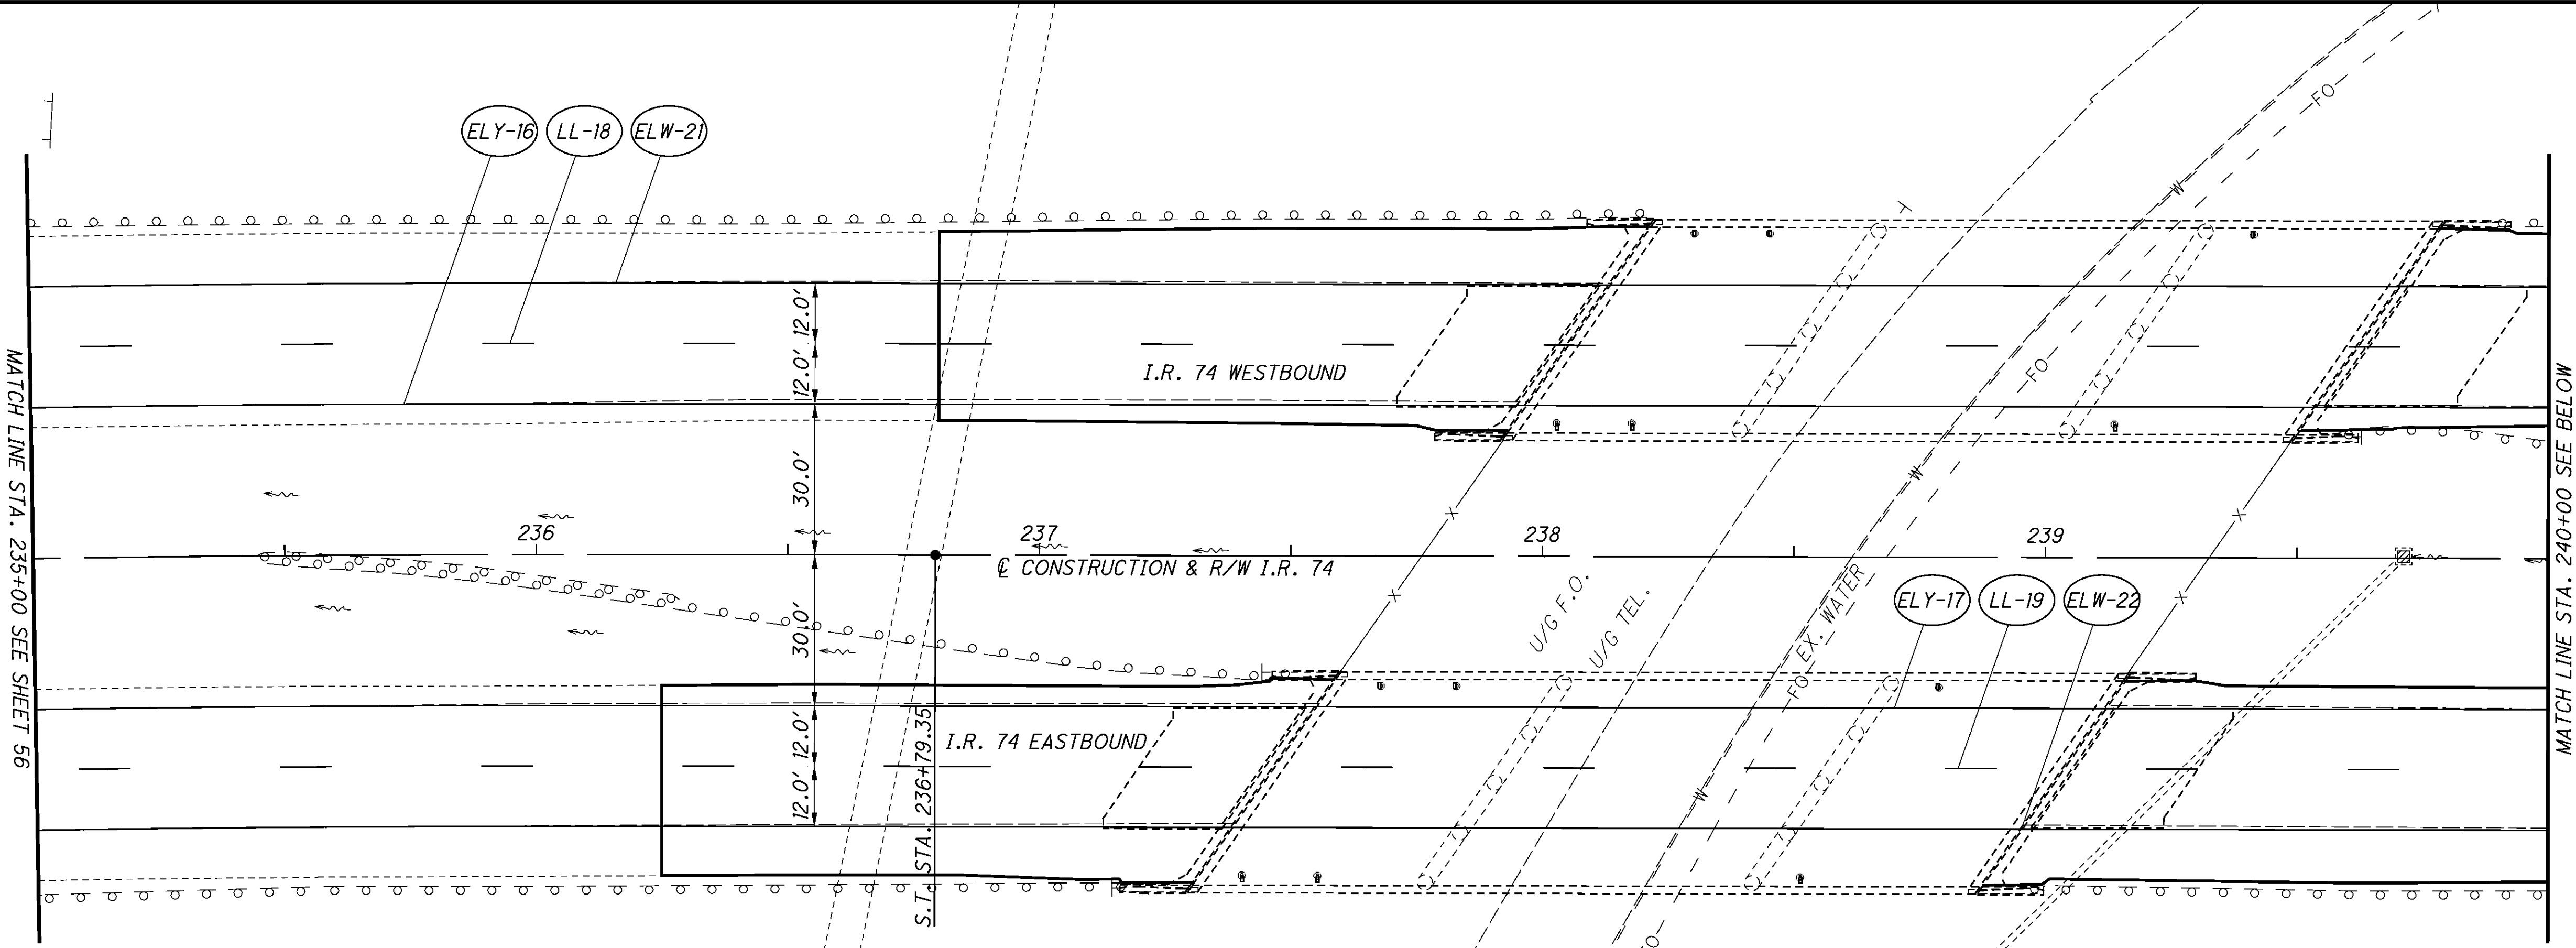 ELY-16 LL-18 ELW-21
FO
W
T
12.0'
12.0'
I.R. 74 WESTBOUND
FO
W
30.0'
X
X
236 237 238 239
℄ CONSTRUCTION & R/W I.R. 74
30.0'
X
X
U/G F.O.
U/G TEL.
EX. WATER
FO
ELY-17 LL-19 ELW-22
12.0'
12.0'
I.R. 74 EASTBOUND
S.T. STA. 236+79.35
W
FO
MATCH LINE STA. 235+00 SEE SHEET 56
MATCH LINE STA. 240+00 SEE BELOW